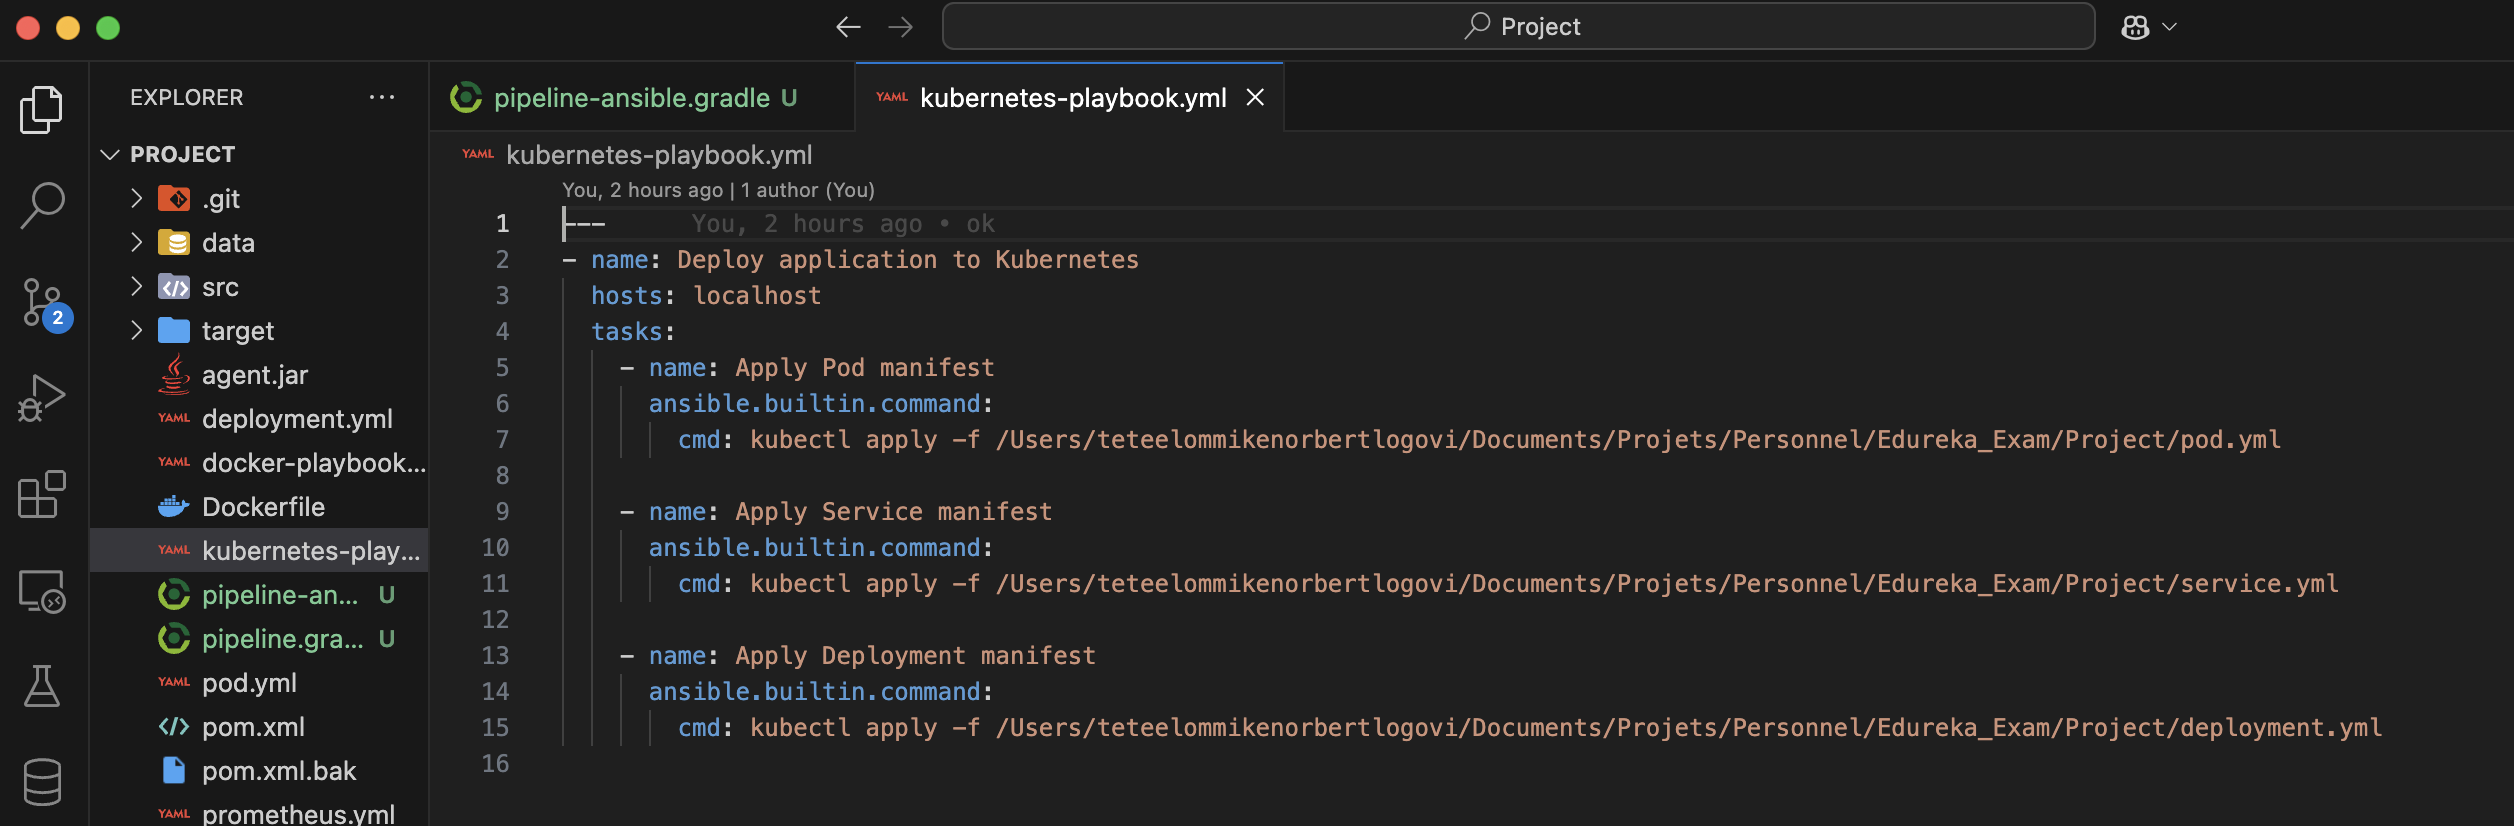 Project
EXPLORER
PROJECT
.git
data
src
target
agent.jar
YAML deployment.yml
YAML docker-playbook...
Dockerfile
YAML kubernetes-play...
pipeline-an... U
pipeline.gra... U
YAML pod.yml
pom.xml
pom.xml.bak
YAML prometheus.yml
2
pipeline-ansible.gradle U
YAML kubernetes-playbook.yml
YAML kubernetes-playbook.yml
You, 2 hours ago | 1 author (You)
1 --- You, 2 hours ago • ok
2 - name: Deploy application to Kubernetes
3 hosts: localhost
4 tasks:
5 - name: Apply Pod manifest
6 ansible.builtin.command:
7 cmd: kubectl apply -f /Users/teteelommikenorbertlogovi/Documents/Projets/Personnel/Edureka_Exam/Project/pod.yml
8
9 - name: Apply Service manifest
10 ansible.builtin.command:
11 cmd: kubectl apply -f /Users/teteelommikenorbertlogovi/Documents/Projets/Personnel/Edureka_Exam/Project/service.yml
12
13 - name: Apply Deployment manifest
14 ansible.builtin.command:
15 cmd: kubectl apply -f /Users/teteelommikenorbertlogovi/Documents/Projets/Personnel/Edureka_Exam/Project/deployment.yml
16